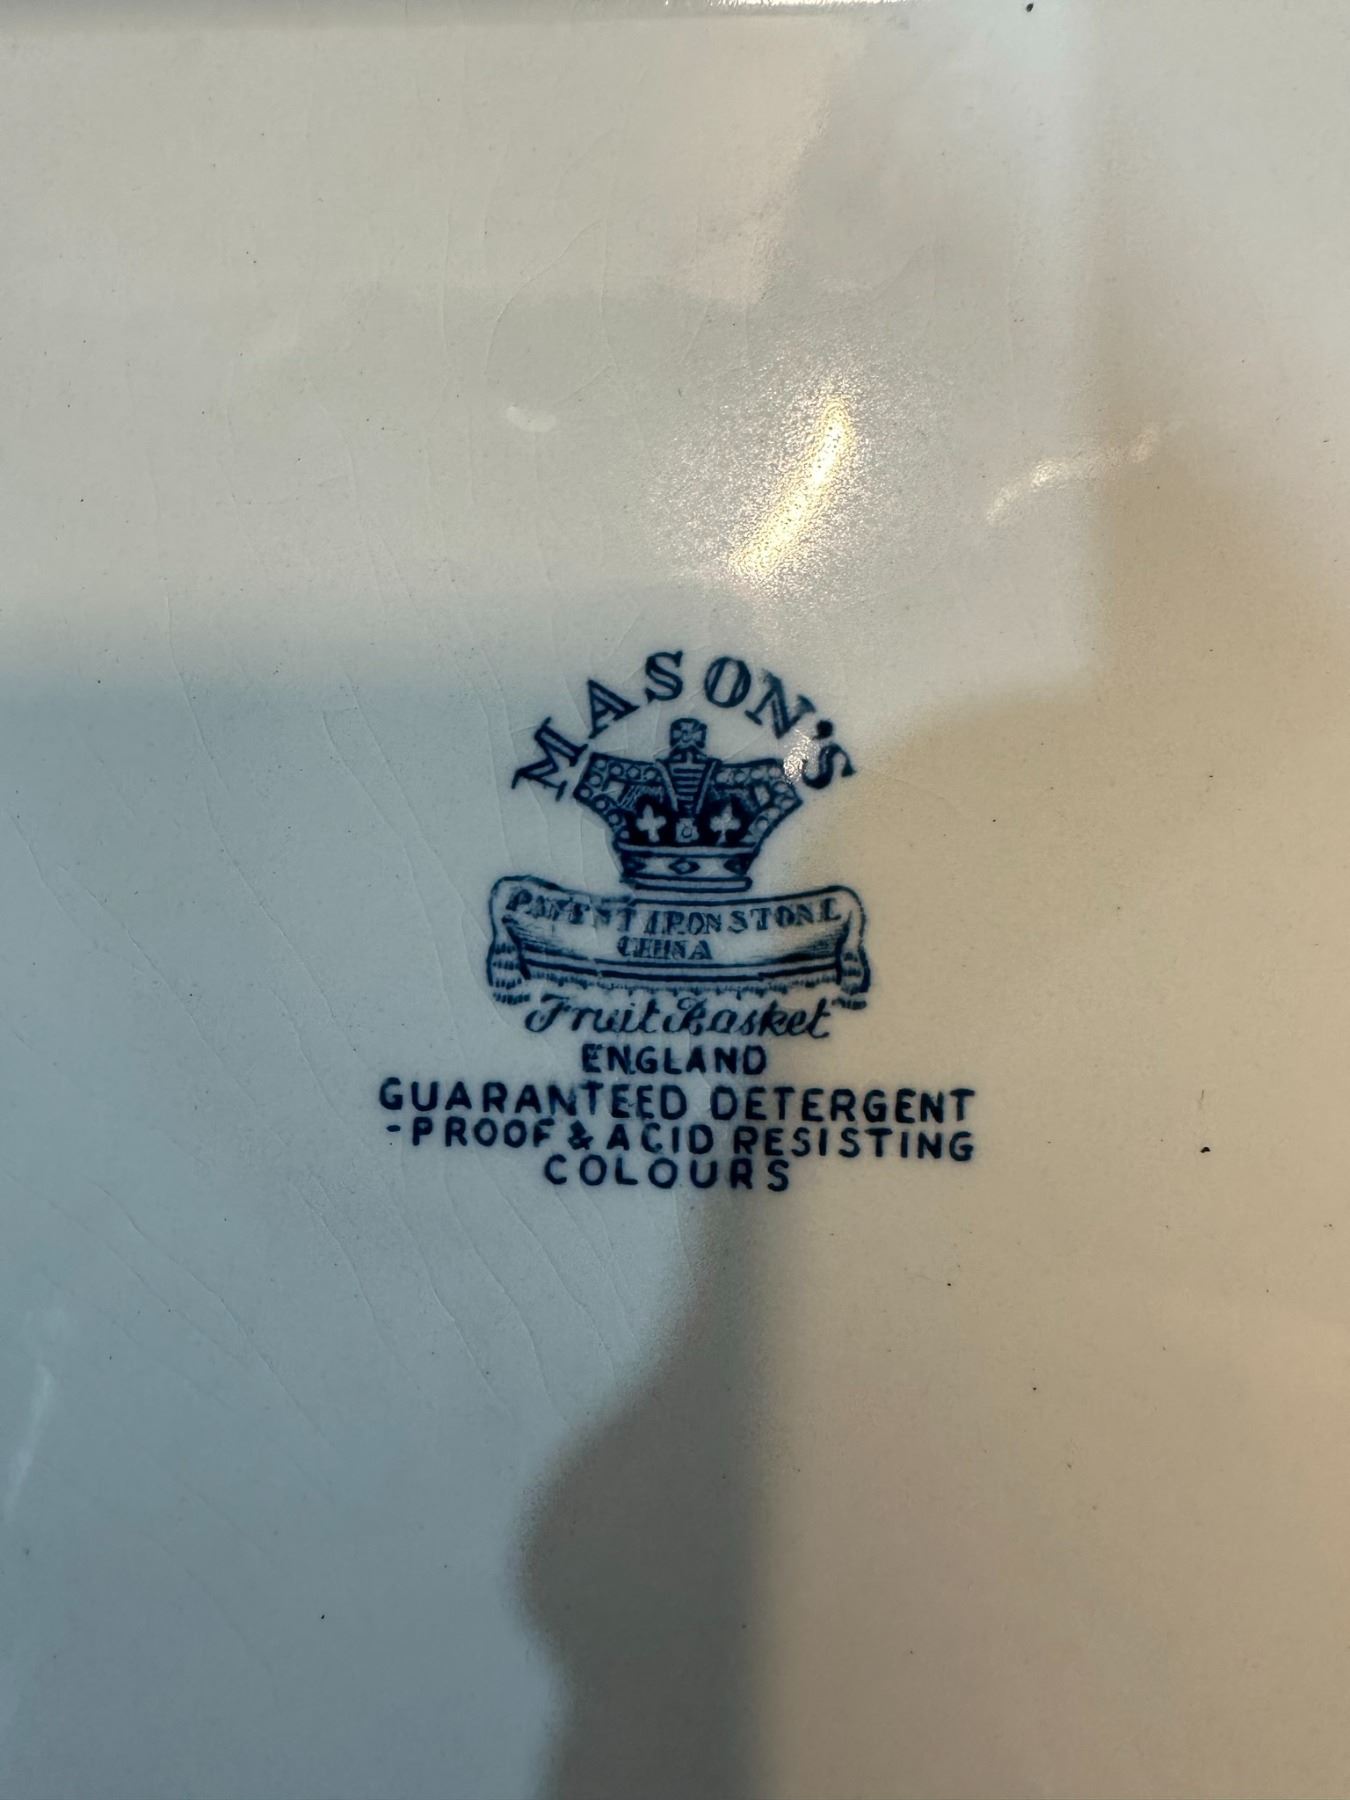 MASON'S
PATENT IRONSTONE
CHINA
Fruit Basket
ENGLAND
GUARANTEED DETERGENT
-PROOF & ACID RESISTING
COLOURS